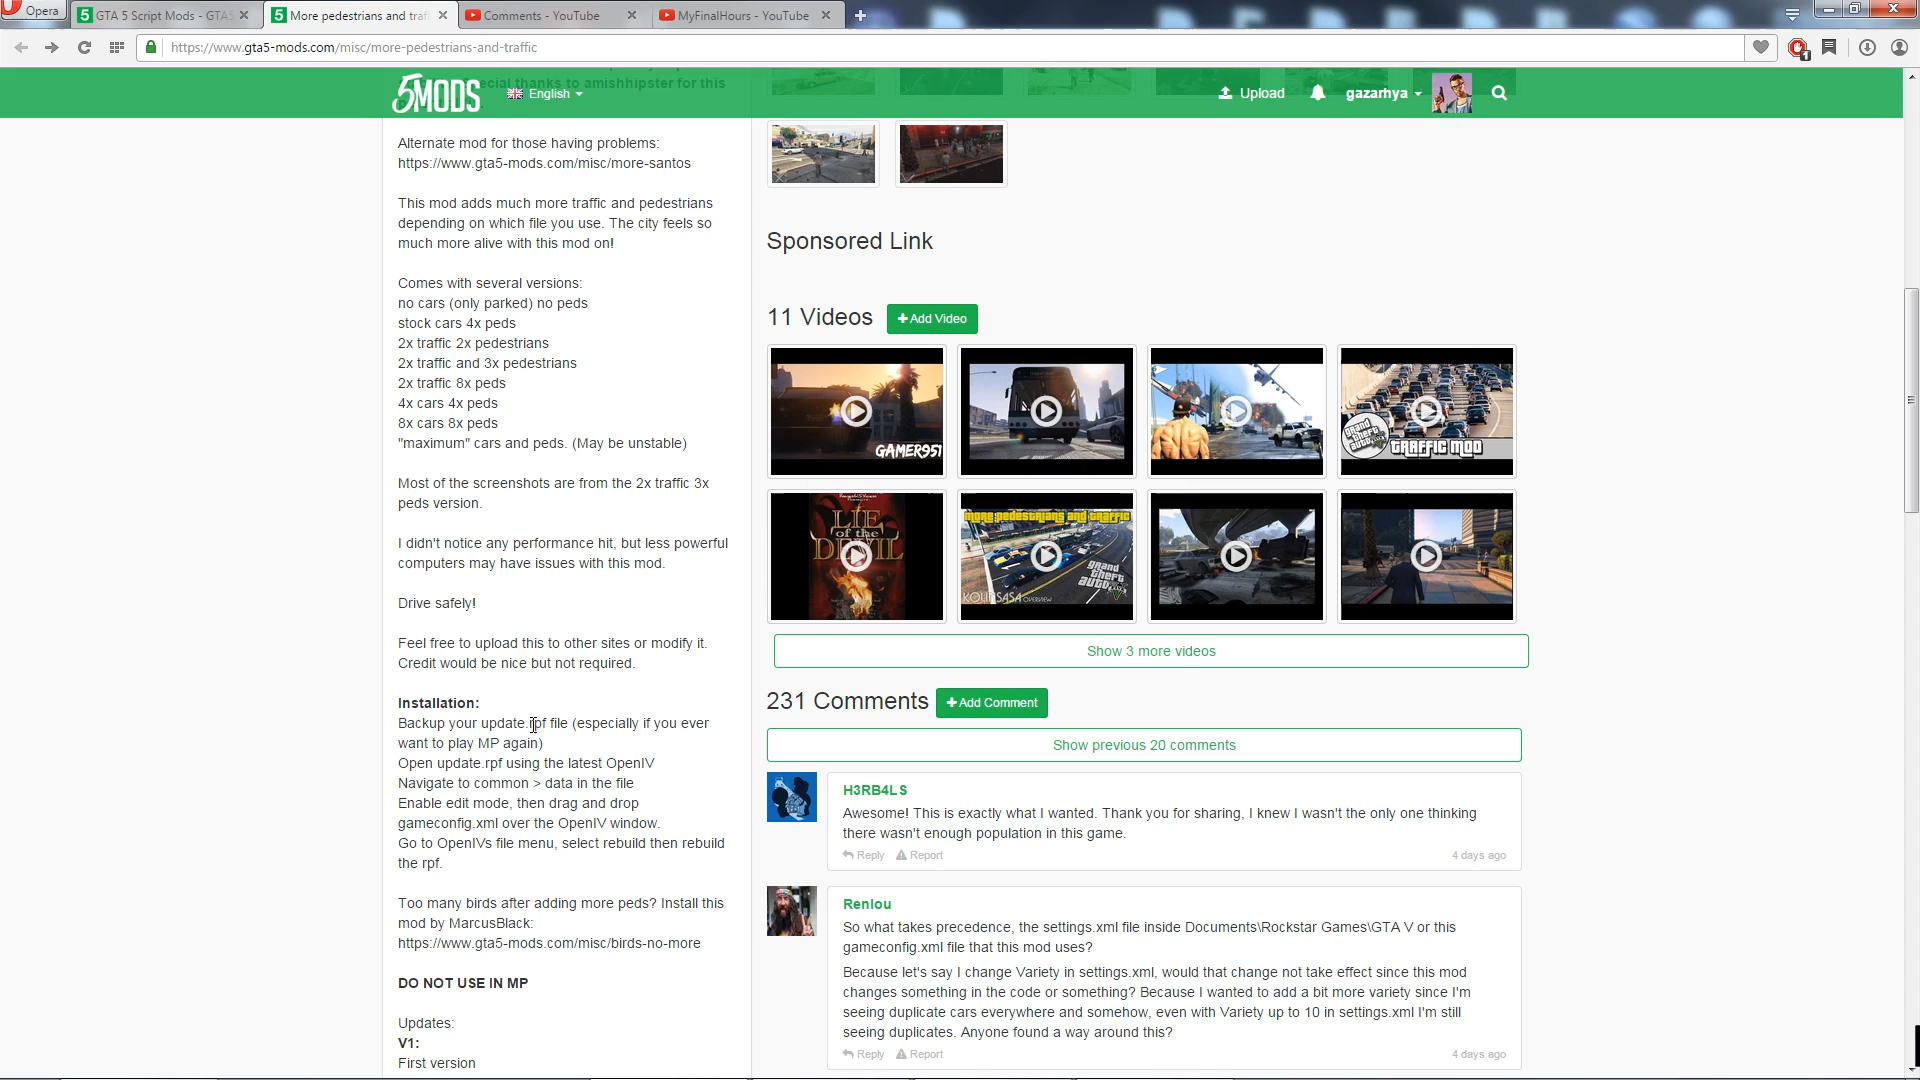 Opera
GTA 5 Script Mods - GTA5
More pedestrians and traf
Comments - YouTube
MyFinalHours - YouTube
https://www.gta5-mods.com/misc/more-pedestrians-and-traffic
5MODS
English
ecial thanks to amishhipster for this
Upload
gazarhya
Alternate mod for those having problems:
https://www.gta5-mods.com/misc/more-santos
This mod adds much more traffic and pedestrians
depending on which file you use. The city feels so
much more alive with this mod on!
Comes with several versions:
no cars (only parked) no peds
stock cars 4x peds
2x traffic 2x pedestrians
2x traffic and 3x pedestrians
2x traffic 8x peds
4x cars 4x peds
8x cars 8x peds
"maximum" cars and peds. (May be unstable)
Most of the screenshots are from the 2x traffic 3x
peds version.
I didn't notice any performance hit, but less powerful
computers may have issues with this mod.
Drive safely!
Feel free to upload this to other sites or modify it.
Credit would be nice but not required.
Installation:
Backup your update.rpf file (especially if you ever
want to play MP again)
Open update.rpf using the latest OpenIV
Navigate to common > data in the file
Enable edit mode, then drag and drop
gameconfig.xml over the OpenIV window.
Go to OpenIVs file menu, select rebuild then rebuild
the rpf.
Too many birds after adding more peds? Install this
mod by MarcusBlack:
https://www.gta5-mods.com/misc/birds-no-more
DO NOT USE IN MP
Updates:
V1:
First version
Sponsored Link
11 Videos
+ Add Video
GAMER951
grand theft auto V
TRAFFIC MOD
LIE
of the
DEVIL
MORE PEDESTRIANS AND TRAFFIC
grand theft auto V
KOLINSASA OVERVIEW
Show 3 more videos
231 Comments
+ Add Comment
Show previous 20 comments
H3RB4LS
Awesome! This is exactly what I wanted. Thank you for sharing, I knew I wasn't the only one thinking
there wasn't enough population in this game.
Reply Report
4 days ago
Renlou
So what takes precedence, the settings.xml file inside Documents\Rockstar Games\GTA V or this
gameconfig.xml file that this mod uses?
Because let's say I change Variety in settings.xml, would that change not take effect since this mod
changes something in the code or something? Because I wanted to add a bit more variety since I'm
seeing duplicate cars everywhere and somehow, even with Variety up to 10 in settings.xml I'm still
seeing duplicates. Anyone found a way around this?
Reply Report
4 days ago